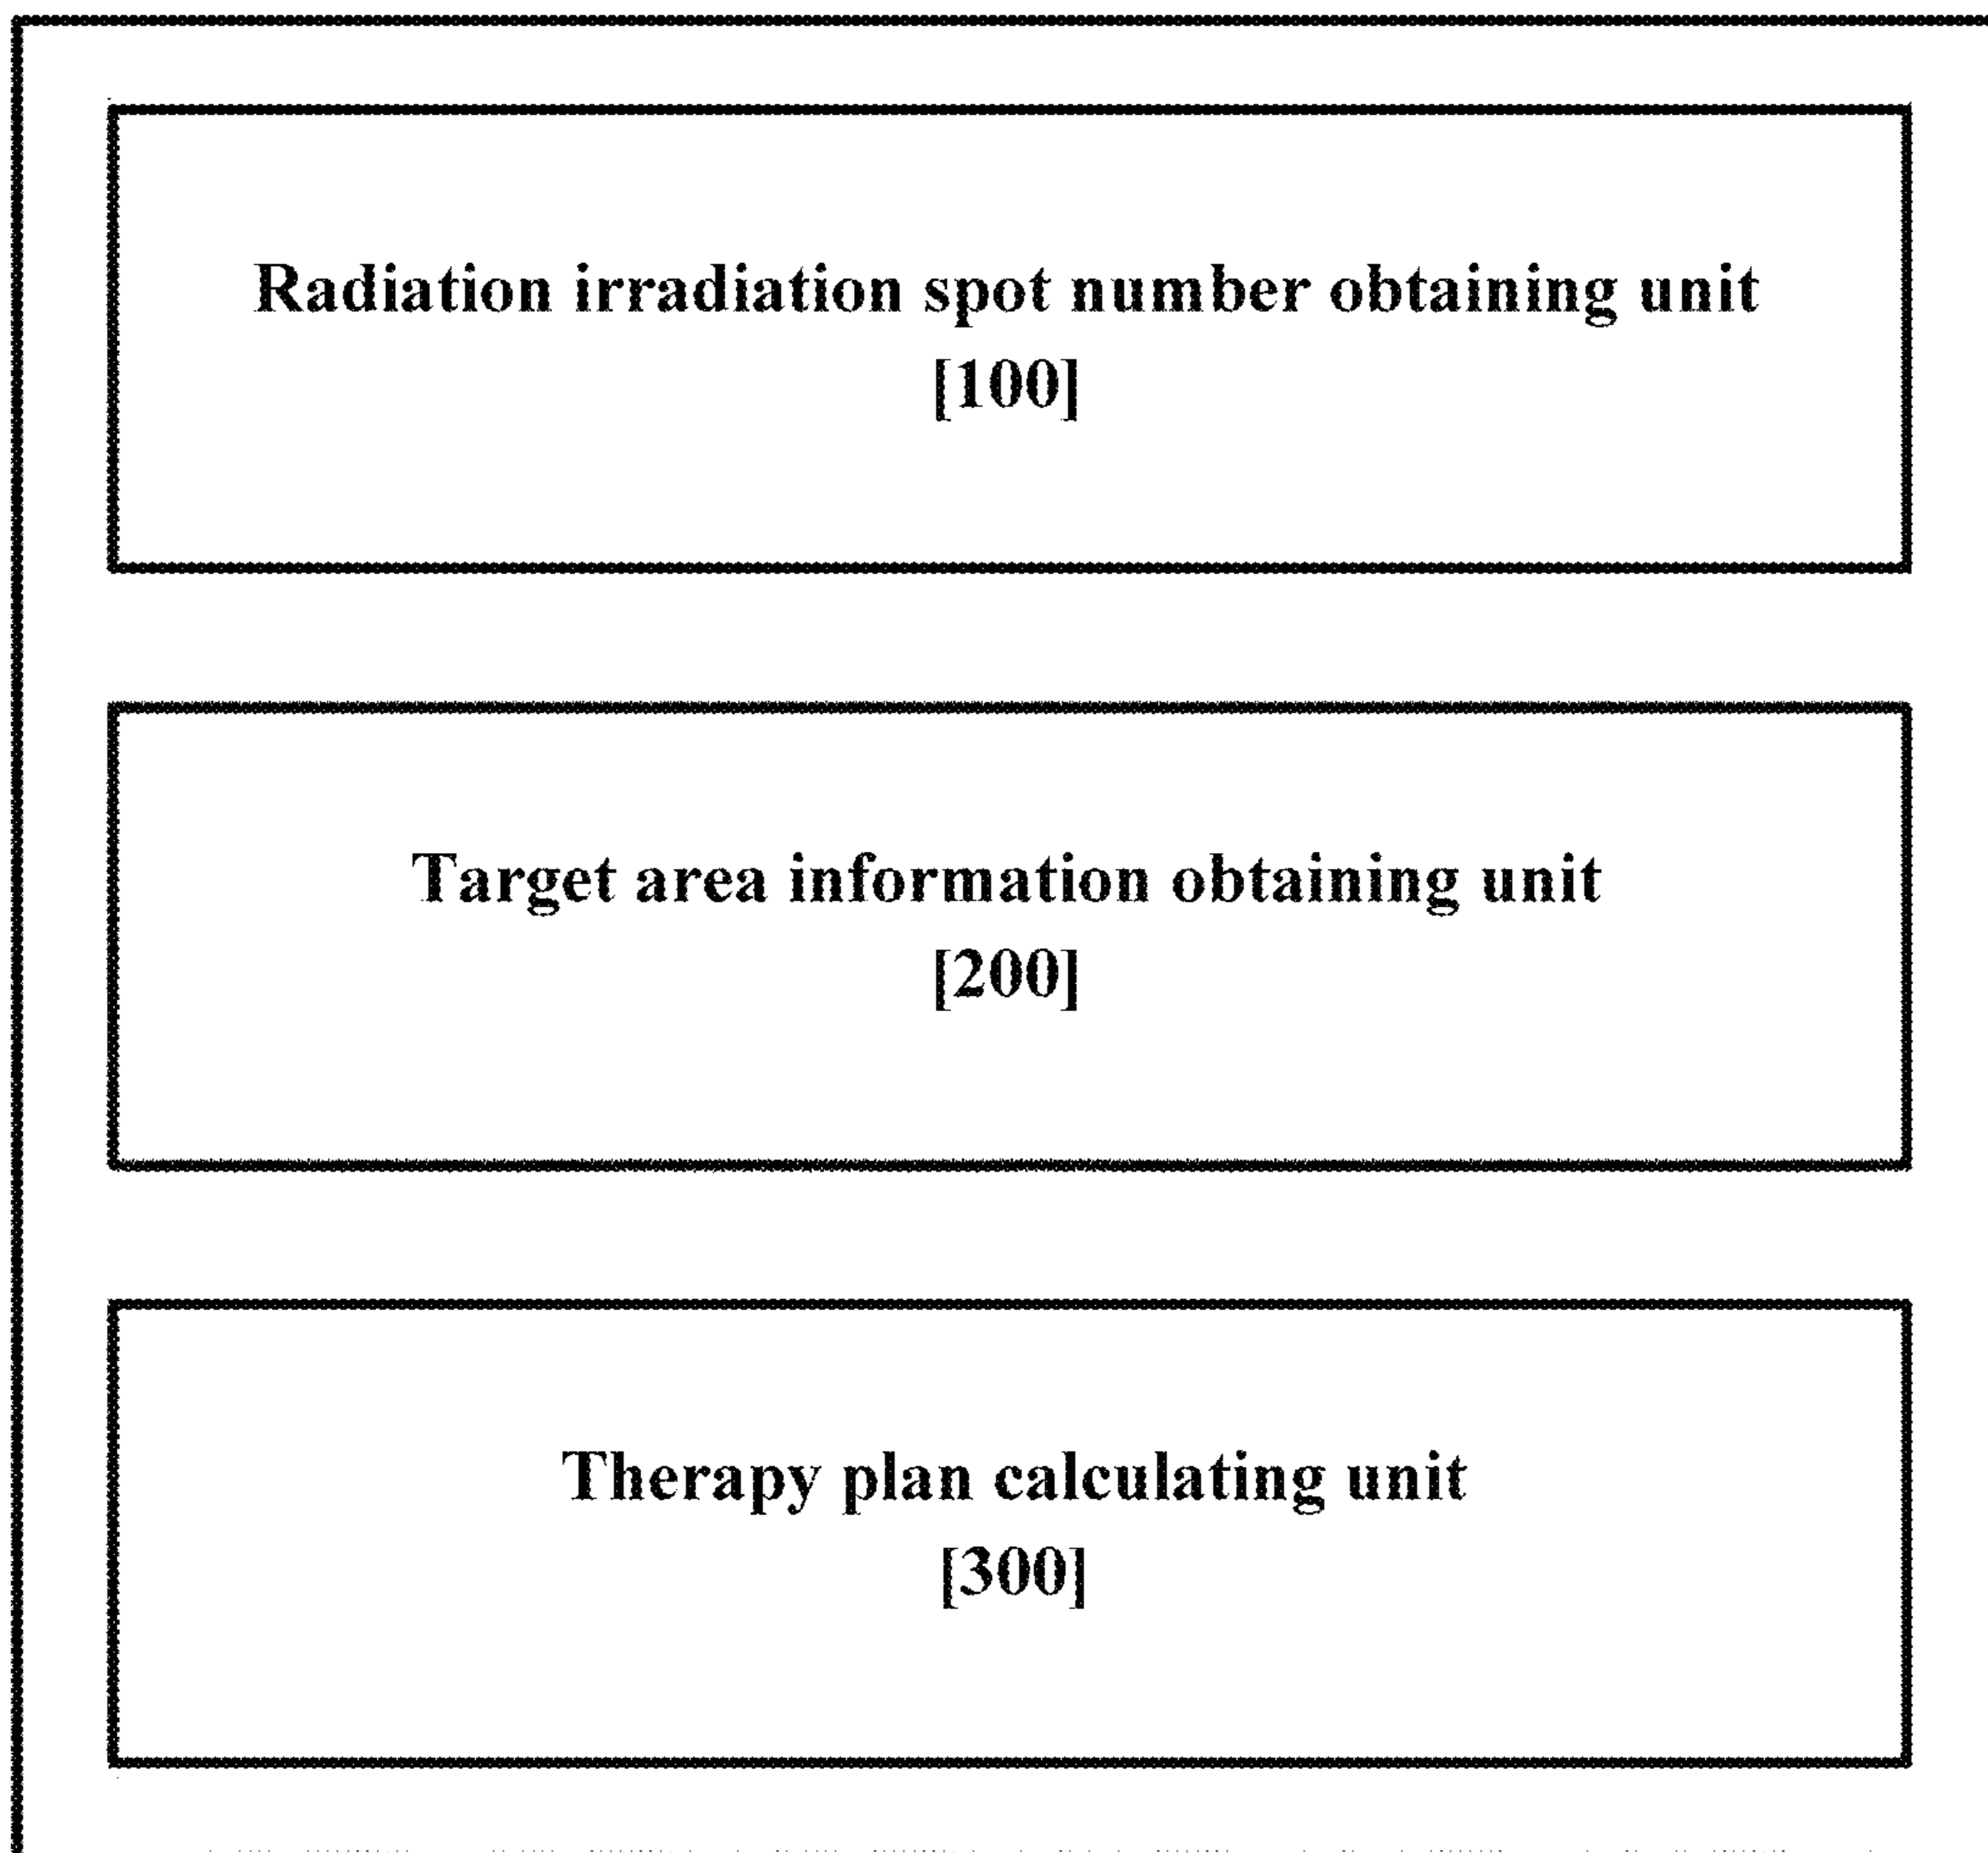 Radiation irradiation spot number obtaining unit
[100]
Target area information obtaining unit
[200]
Therapy plan calculating unit
[300]